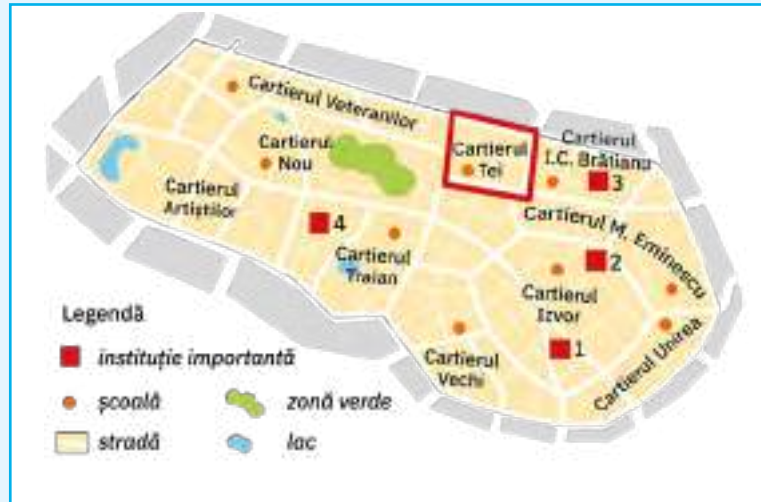 Cartierul Veteranilor
Cartierul
Nou
Cartierul
Artiștilor
Cartierul
Tei
Cartierul
I.C. Brătianu
3
Cartierul M. Eminescu
4
Cartierul
Traian
2
Cartierul
Izvor
1
Cartierul
Vechi
Cartierul Unirea
Legendă
instituție importantă
școală
zonă verde
stradă
lac